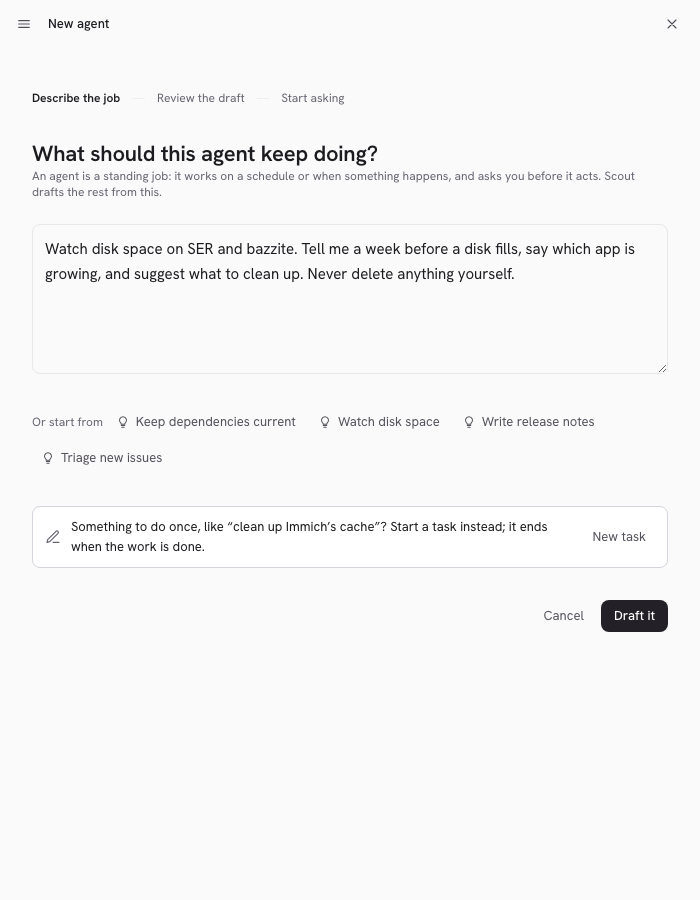 New agent
Describe the job
Review the draft
Start asking
What should this agent keep doing?
An agent is a standing job: it works on a schedule or when something happens, and asks you before it acts. Scout
drafts the rest from this.
Watch disk space on SER and bazzite. Tell me a week before a disk fills, say which app is
growing, and suggest what to clean up. Never delete anything yourself.
Or start from
Keep dependencies current
Watch disk space
Write release notes
Triage new issues
Something to do once, like “clean up Immich’s cache”? Start a task instead; it ends
when the work is done.
New task
Cancel
Draft it